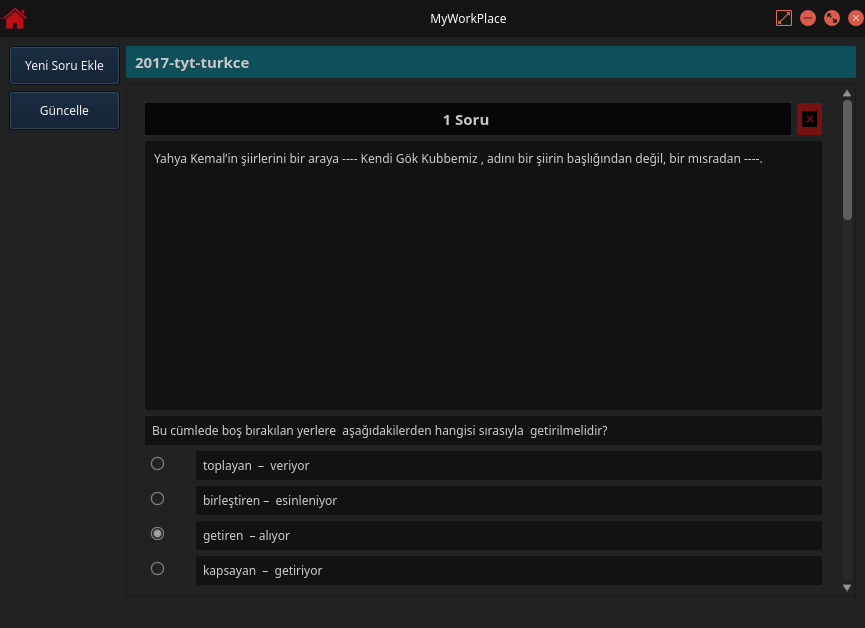 MyWorkPlace
Yeni Soru Ekle
Güncelle
2017-tyt-turkce
1 Soru
Yahya Kemal’in şiirlerini bir araya ---- Kendi Gök Kubbemiz , adını bir şiirin başlığından değil, bir mısradan ----.
Bu cümlede boş bırakılan yerlere  aşağıdakilerden hangisi sırasıyla  getirilmelidir?
toplayan  –  veriyor
birleştiren –  esinleniyor
getiren  – alıyor
kapsayan  –  getiriyor